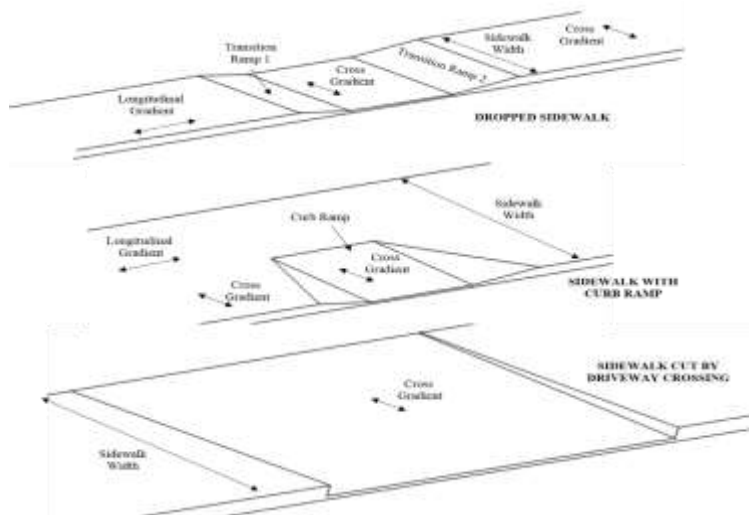 Transition
Ramp 1
Cross
Gradient
Transition Ramp 2
Sidewalk
Width
Cross
Gradient
Longitudinal
Gradient
DROPPED SIDEWALK
Longitudinal
Gradient
Cross
Gradient
Curb Ramp
Cross
Gradient
Sidewalk
Width
SIDEWALK WITH
CURB RAMP
Sidewalk
Width
Cross
Gradient
SIDEWALK CUT BY
DRIVEWAY CROSSING